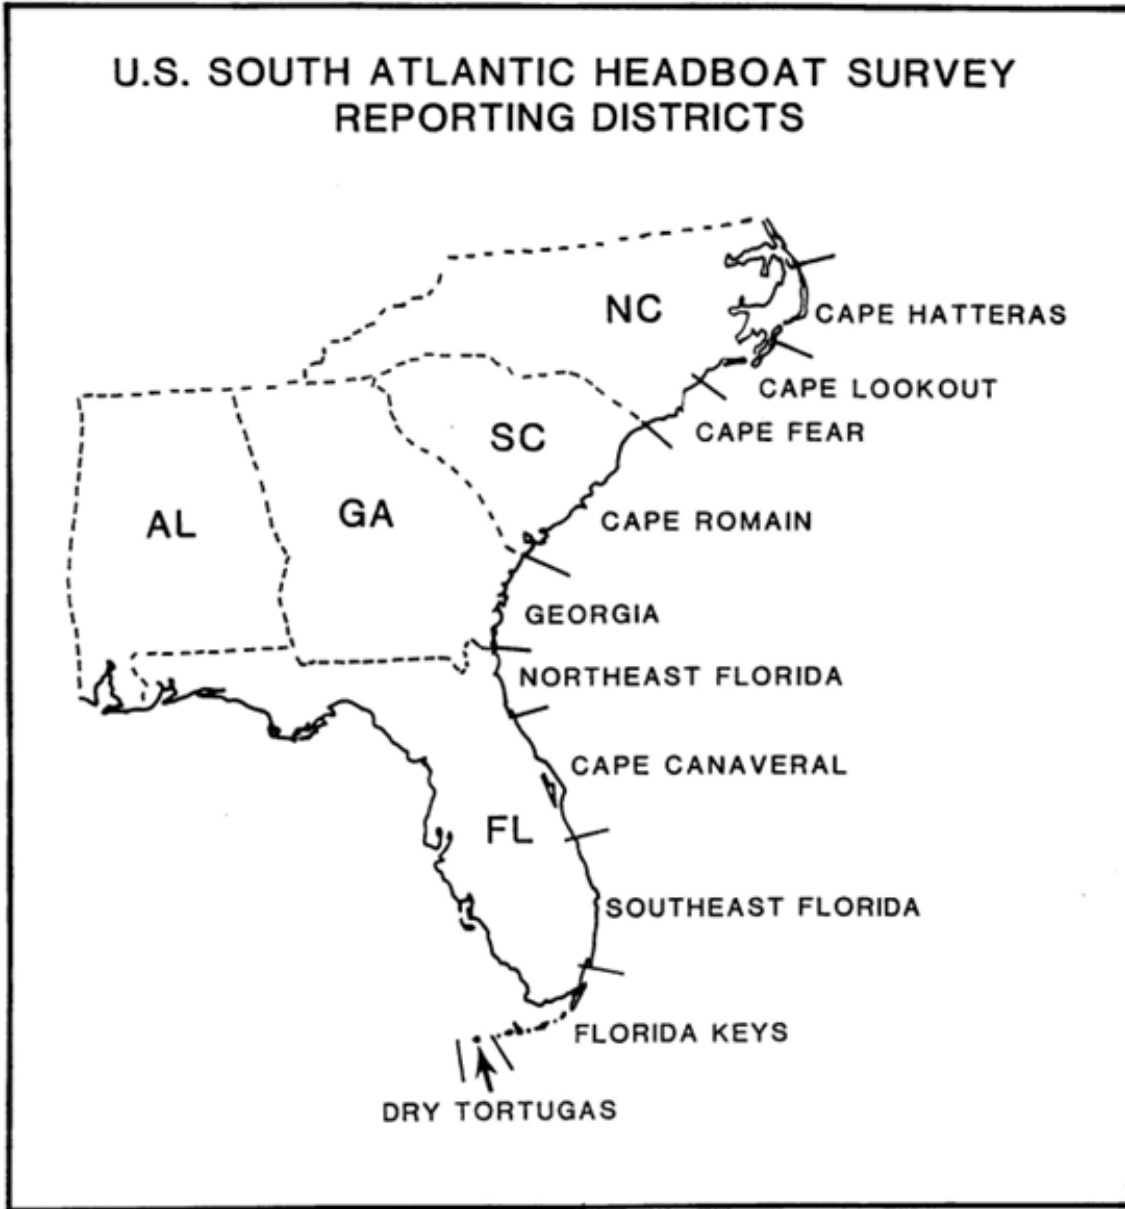 U.S. SOUTH ATLANTIC HEADBOAT SURVEY
REPORTING DISTRICTS
NC
CAPE HATTERAS
CAPE LOOKOUT
CAPE FEAR
SC
CAPE ROMAIN
GA
AL
GEORGIA
NORTHEAST FLORIDA
CAPE CANAVERAL
FL
SOUTHEAST FLORIDA
FLORIDA KEYS
DRY TORTUGAS